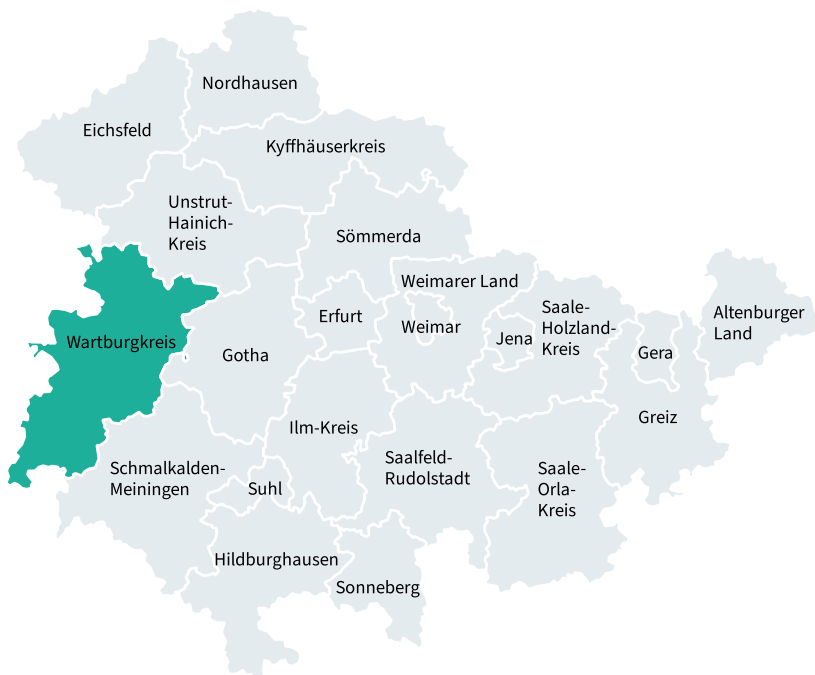 Nordhausen
Eichsfeld
Kyffhäuserkreis
Unstrut-
Hainich-
Kreis
Sömmerda
Weimarer Land
Saale-
Holzland-
Kreis
Altenburger
Land
Erfurt
Weimar
Jena
Wartburgkreis
Gotha
Gera
Greiz
Ilm-Kreis
Schmalkalden-
Meiningen
Suhl
Saalfeld-
Rudolstadt
Saale-
Orla-
Kreis
Hildburghausen
Sonneberg